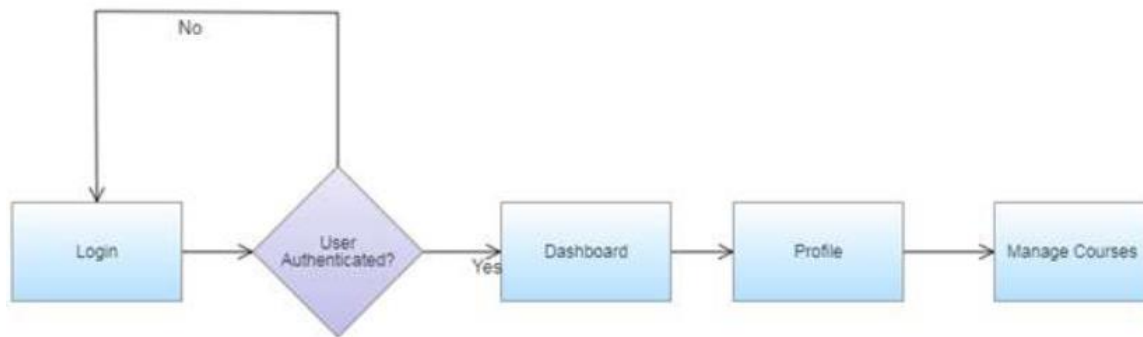 No
Login
User
Authenticated?
Yes
Dashboard
Profile
Manage Courses